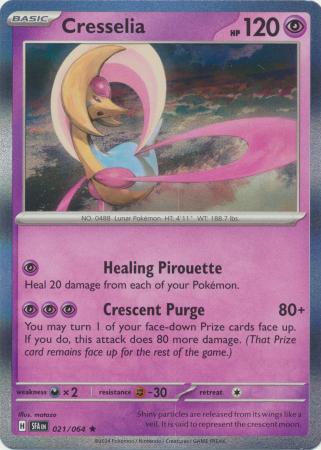 BASIC
Cresselia
HP 120
NO. 0488 Lunar Pokémon HT: 4'11" WT: 188.7 lbs.
Healing Pirouette
Heal 20 damage from each of your Pokémon.
Crescent Purge 80+
You may turn 1 of your face-down Prize cards face up.
If you do, this attack does 80 more damage. (That Prize
card remains face up for the rest of the game.)
weakness ×2 resistance -30 retreat
Illus. matazo
H SFA EN 021/064 ★
Shiny particles are released from its wings like a
veil. It is said to represent the crescent moon.
©2024 Pokémon / Nintendo / Creatures / GAME FREAK